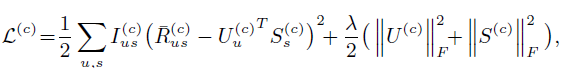 $\mathcal{L}^{(c)} = \frac{1}{2} \sum_{u,s} I_{us}^{(c)} \left( \bar{R}_{us}^{(c)} - {U_u^{(c)}}^T S_s^{(c)} \right)^2 + \frac{\lambda}{2} \left( \left\| U^{(c)} \right\|_F^2 + \left\| S^{(c)} \right\|_F^2 \right),$